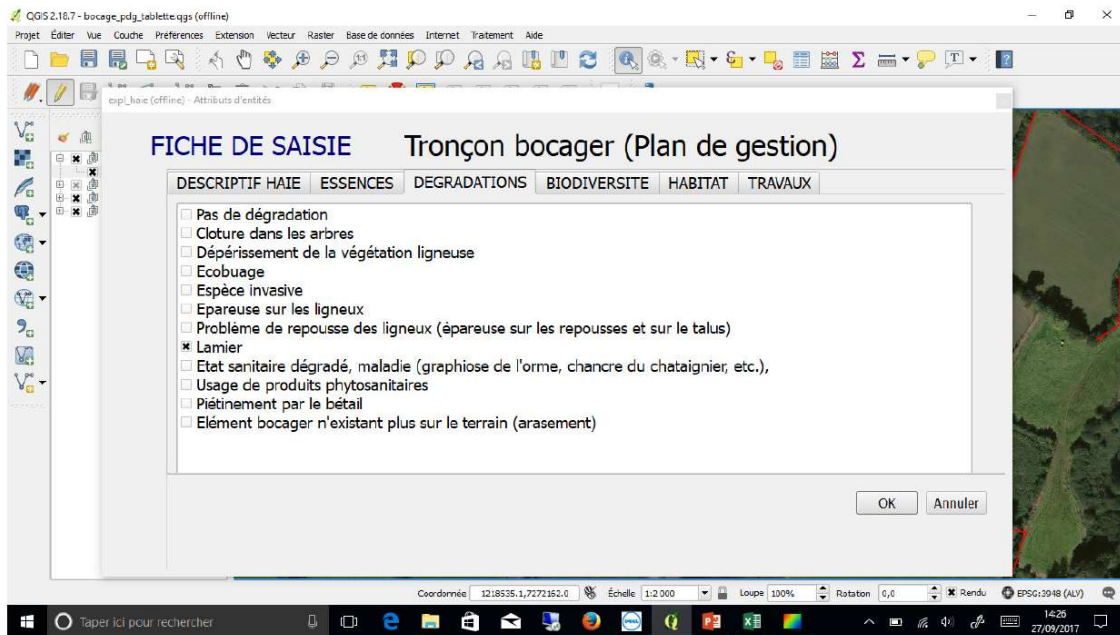 QGIS 2.18.7 - bocage_pdg_tablette.qgs (offline)
Projet Éditer Vue Couche Préférences Extension Vecteur Raster Base de données Internet Traitement Aide
expl_haie (offline) - Attributs d'entités
FICHE DE SAISIE Tronçon bocager (Plan de gestion)
DESCRIPTIF HAIE ESSENCES DEGRADATIONS BIODIVERSITE HABITAT TRAVAUX
Pas de dégradation
Cloture dans les arbres
Dépérissement de la végétation ligneuse
Ecobuage
Espèce invasive
Epareuse sur les ligneux
Problème de repousse des ligneux (épareuse sur les repousses et sur le talus)
Lamier
Etat sanitaire dégradé, maladie (graphiose de l'orme, chancre du chataignier, etc.),
Usage de produits phytosanitaires
Piétinement par le bétail
Elément bocager n'existant plus sur le terrain (arasement)
OK Annuler
Coordonnée 1218535.1,7272152.0 Échelle 1:2 000 Loupe 100% Rotation 0,0 Rendu EPSG:3948 (ALV)
Taper ici pour rechercher
14:26
27/09/2017